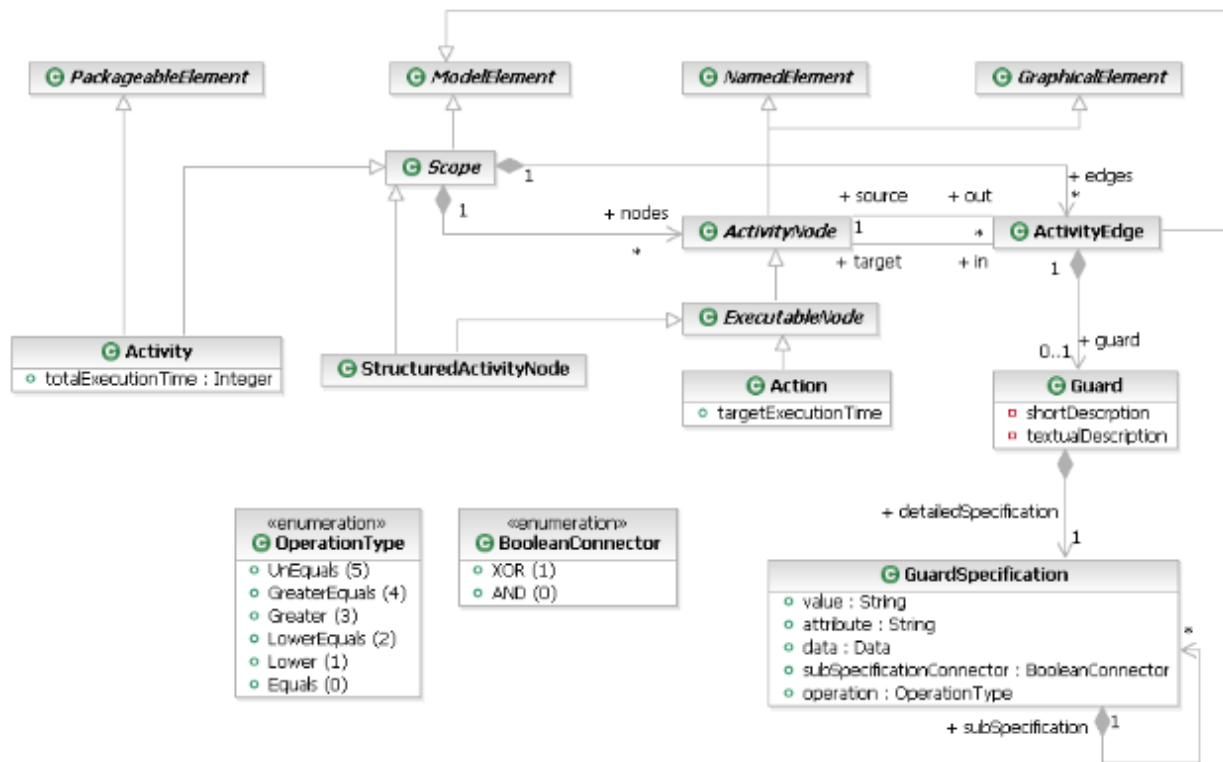 PackageableElement
ModelElement
NamedElement
GraphicalElement
Scope
1
1
+ edges
*
+ nodes
*
+ source
+ out
ActivityNode
1
*
ActivityEdge
+ target
+ in
1
ExecutableNode
Activity
totalExecutionTime : Integer
StructuredActivityNode
+ guard
0..1
Action
targetExecutionTime
Guard
shortDescrption
textualDescription
+ detailedSpecification
1
«enumeration»
OperationType
UnEquals (5)
GreaterEquals (4)
Greater (3)
LowerEquals (2)
Lower (1)
Equals (0)
«enumeration»
BooleanConnector
XOR (1)
AND (0)
GuardSpecification
value : String
attribute : String
data : Data
subSpecificationConnector : BooleanConnector
operation : OperationType
*
+ subSpecification
1